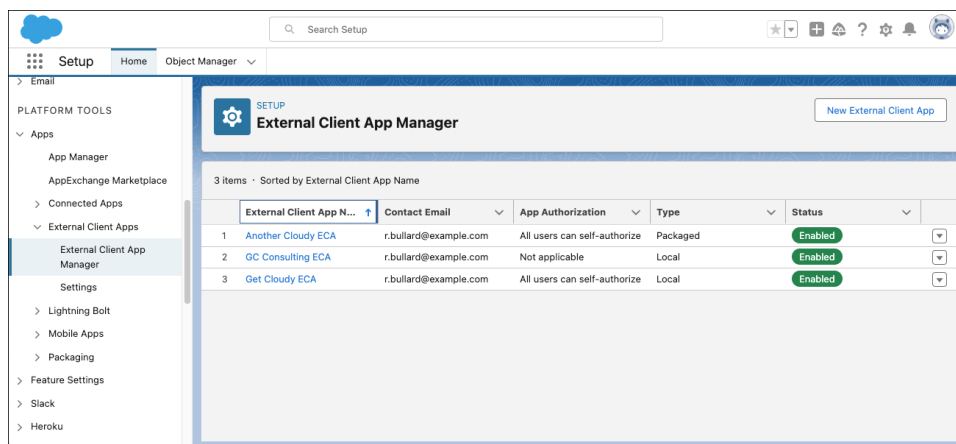 Search Setup
Setup
Home
Object Manager
Email
PLATFORM TOOLS
Apps
App Manager
AppExchange Marketplace
Connected Apps
External Client Apps
External Client App
Manager
Settings
Lightning Bolt
Mobile Apps
Packaging
Feature Settings
Slack
Heroku
SETUP
External Client App Manager
New External Client App
3 items · Sorted by External Client App Name
External Client App N... ↑ Contact Email App Authorization Type Status
1 Another Cloudy ECA r.bullard@example.com All users can self-authorize Packaged Enabled
2 GC Consulting ECA r.bullard@example.com Not applicable Local Enabled
3 Get Cloudy ECA r.bullard@example.com All users can self-authorize Local Enabled